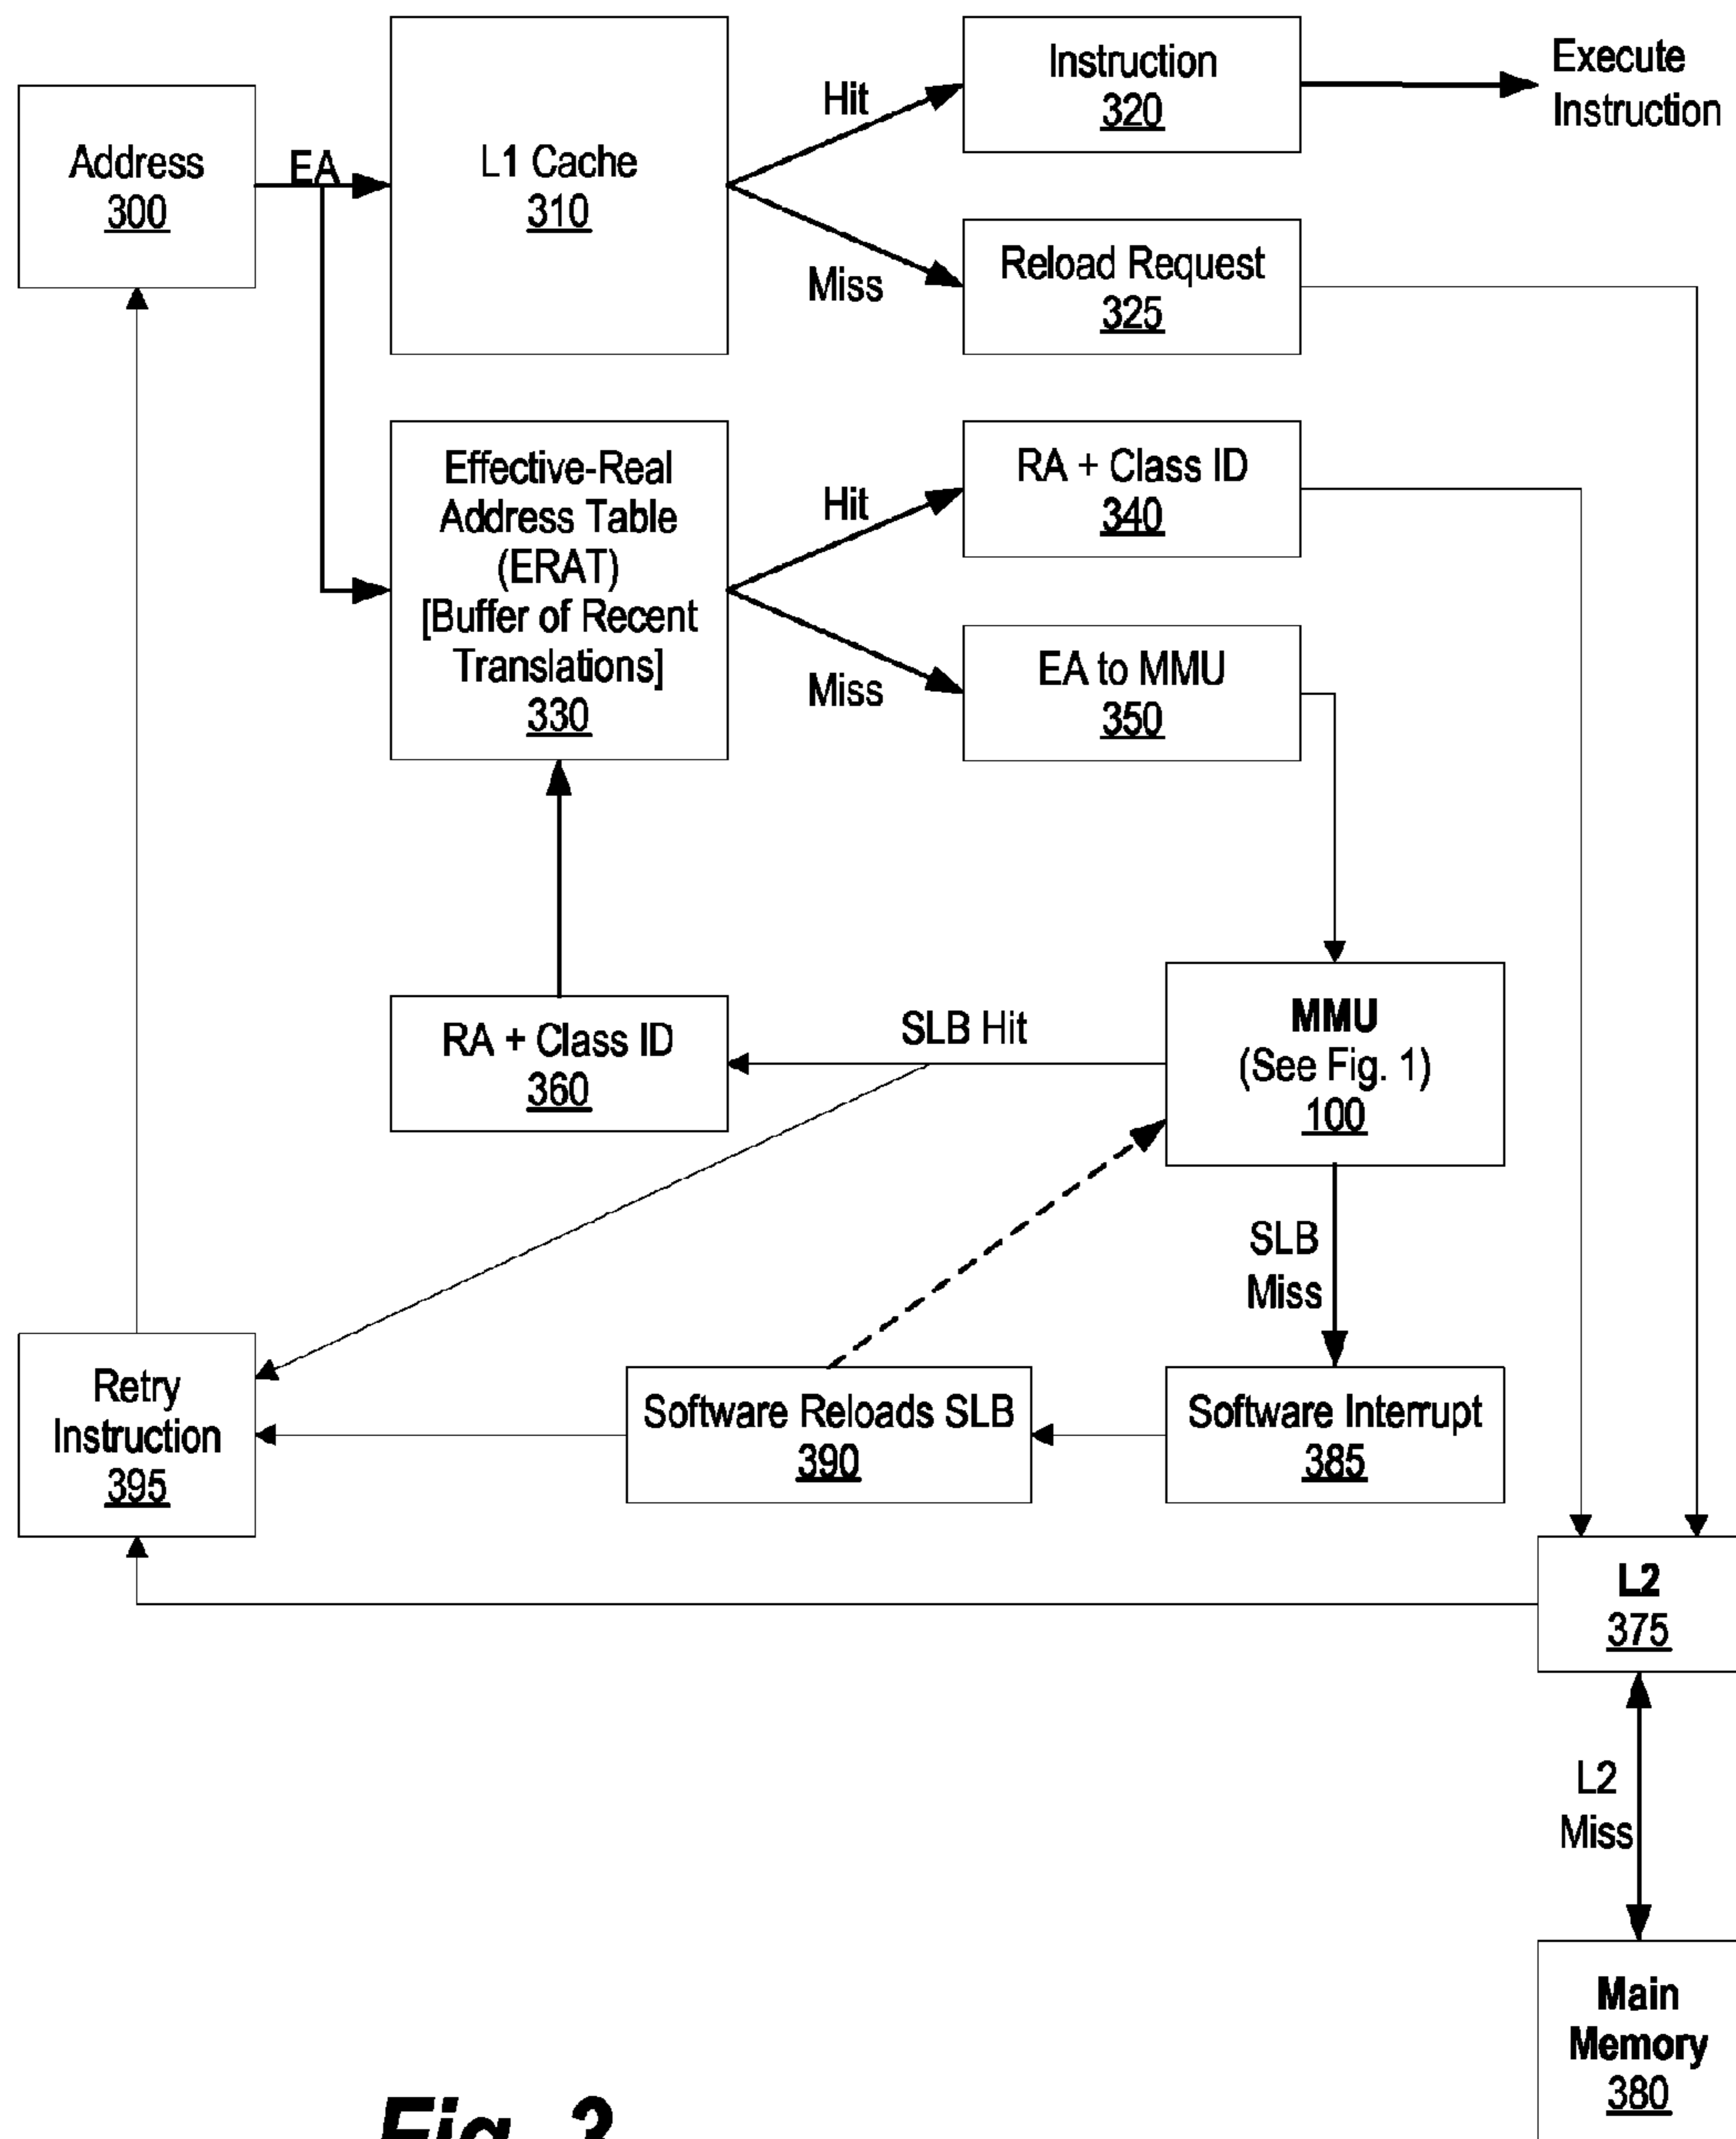 Address
300
EA
L1 Cache
310
Hit
Miss
Instruction
320
Execute
Instruction
Reload Request
325
Effective-Real
Address Table
(ERAT)
[Buffer of Recent
Translations]
330
Hit
Miss
RA + Class ID
340
EA to MMU
350
RA + Class ID
360
SLB Hit
MMU
(See Fig. 1)
100
SLB
Miss
Retry
Instruction
395
Software Reloads SLB
390
Software Interrupt
385
L2
375
L2
Miss
Main
Memory
380